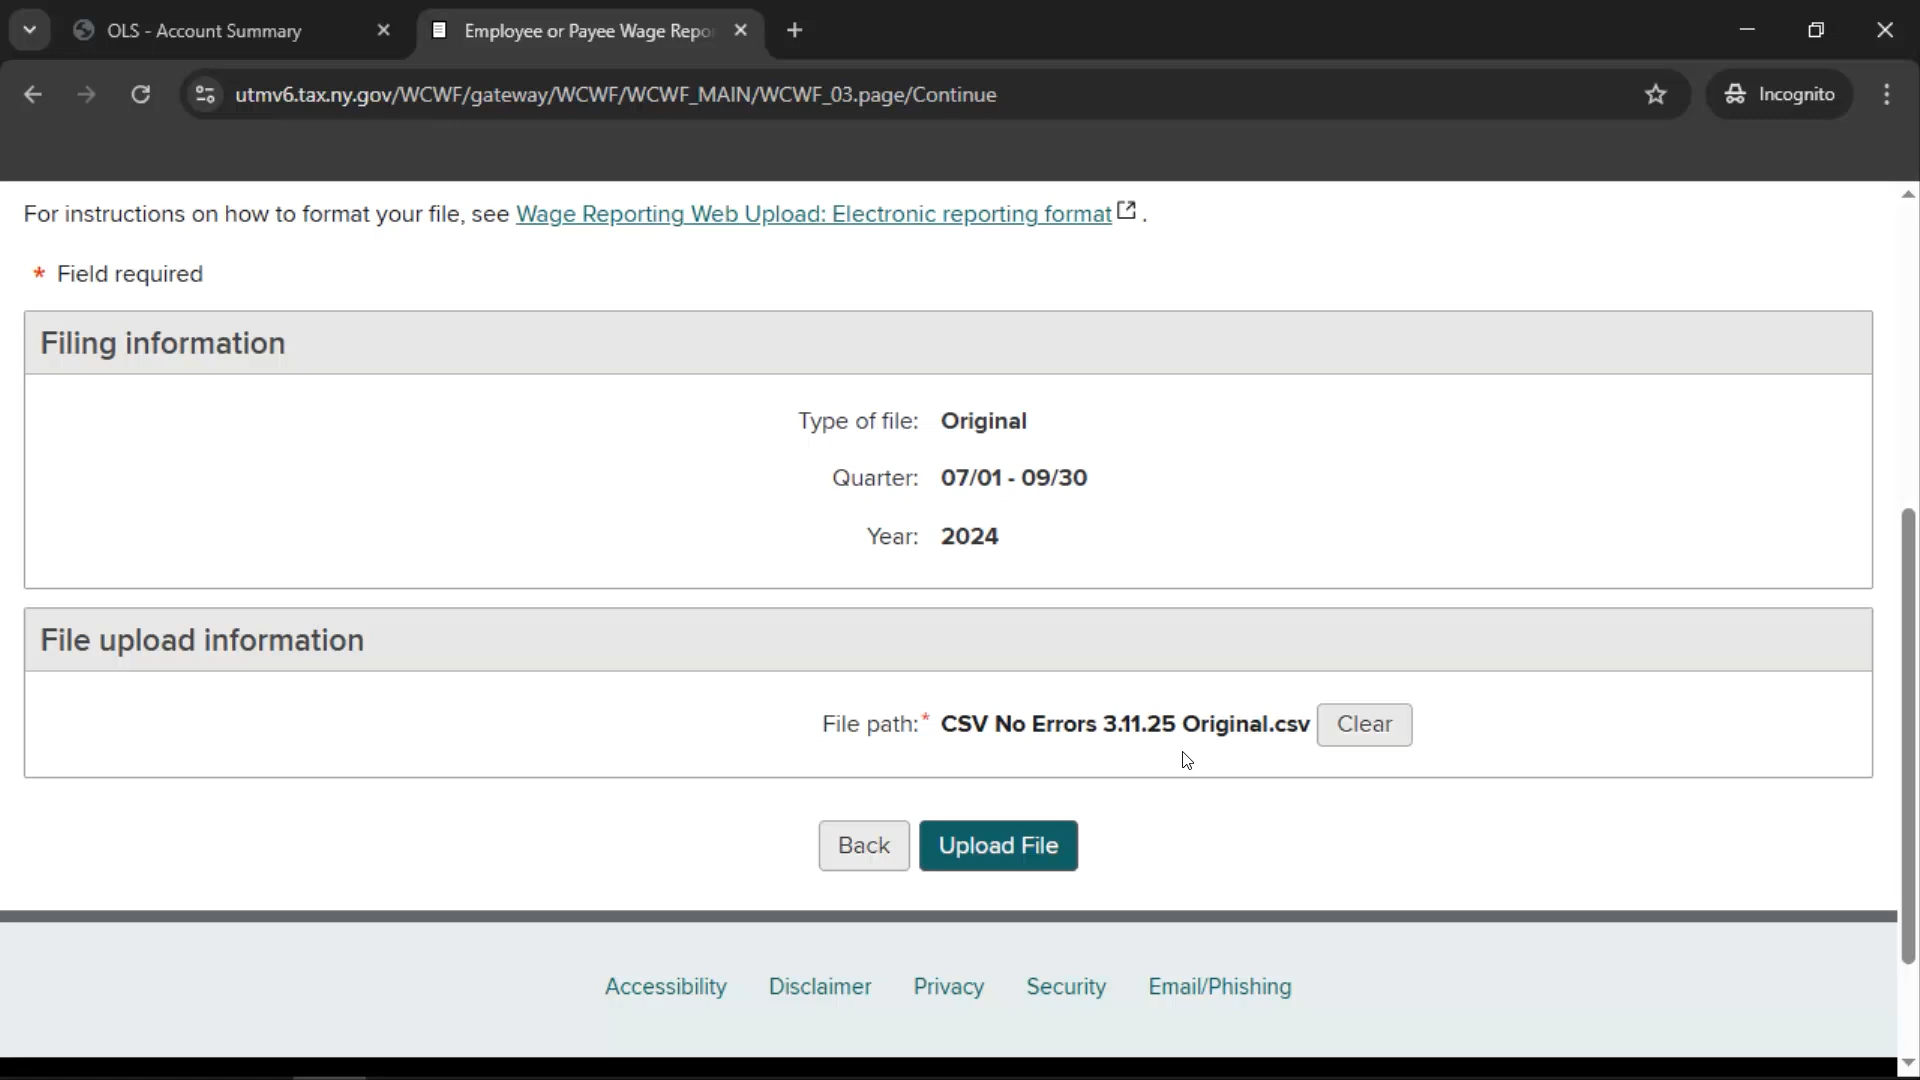 OLS - Account Summary
Employee or Payee Wage Repo
utmv6.tax.ny.gov/WCWF/gateway/WCWF/WCWF_MAIN/WCWF_03.page/Continue
Incognito
For instructions on how to format your file, see Wage Reporting Web Upload: Electronic reporting format .
* Field required
Filing information
Type of file: Original
Quarter: 07/01 - 09/30
Year: 2024
File upload information
File path:* CSV No Errors 3.11.25 Original.csv Clear
Back Upload File
Accessibility Disclaimer Privacy Security Email/Phishing